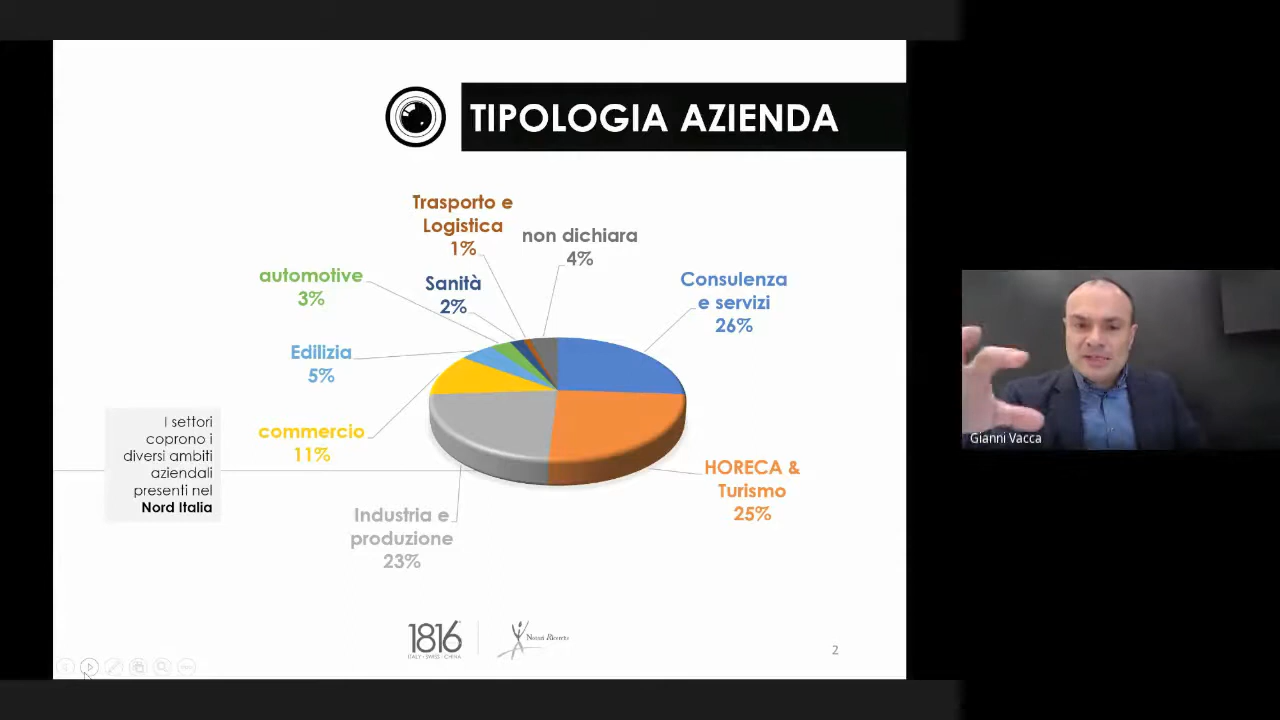 TIPOLOGIA AZIENDA
Trasporto e
Logistica
1%
non dichiara
4%
automotive
3%
Sanità
2%
Consulenza
e servizi
26%
Edilizia
5%
commercio
11%
I settori
coprono i
diversi ambiti
aziendali
presenti nel
Nord Italia
HORECA &
Turismo
25%
Industria e
produzione
23%
Gianni Vacca
1816
ITALY · SWISS · CHINA
2